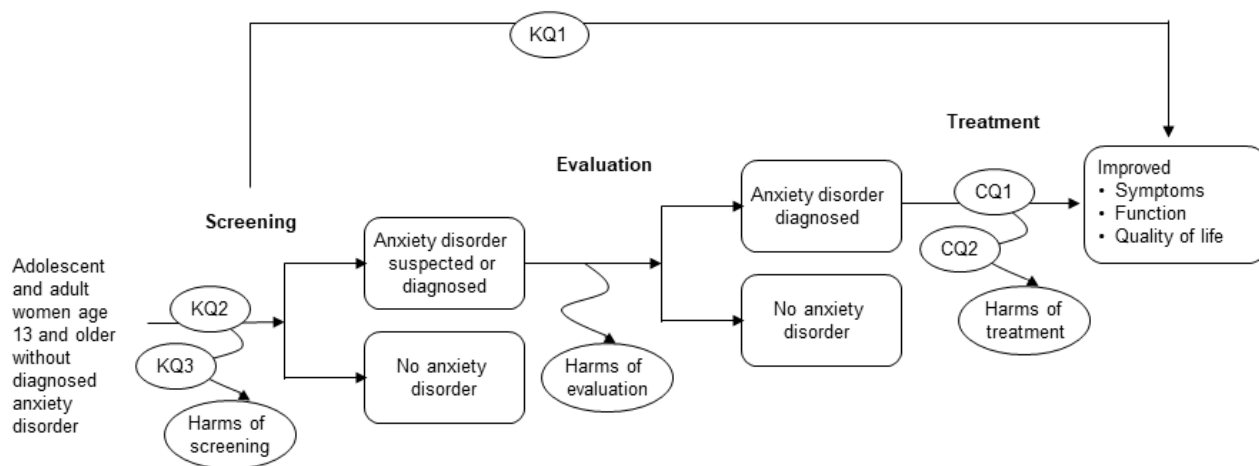 KQ1
Treatment
Evaluation
Improved
• Symptoms
• Function
• Quality of life
Anxiety disorder
diagnosed
CQ1
CQ2
Harms of
treatment
Screening
Anxiety disorder
suspected or
diagnosed
Adolescent
and adult
women age
13 and older
without
diagnosed
anxiety
disorder
KQ2
KQ3
Harms of
screening
No anxiety
disorder
Harms of
evaluation
No anxiety
disorder